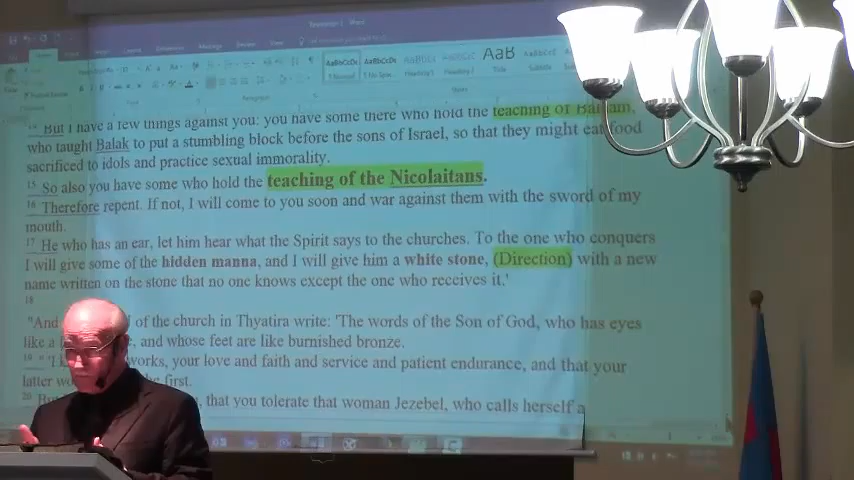 AaBbCcDc AaBbCcDc AaBbC AaB
14 But I have a few things against you: you have some there who hold the teaching of Balaam,
who taught Balak to put a stumbling block before the sons of Israel, so that they might eat food
sacrificed to idols and practice sexual immorality.
15 So also you have some who hold the teaching of the Nicolaitans.
16 Therefore repent. If not, I will come to you soon and war against them with the sword of my
mouth.
17 He who has an ear, let him hear what the Spirit says to the churches. To the one who conquers
I will give some of the hidden manna, and I will give him a white stone, (Direction) with a new
name written on the stone that no one knows except the one who receives it.'
18
"And of the church in Thyatira write: 'The words of the Son of God, who has eyes
like a and whose feet are like burnished bronze.
19 "'I works, your love and faith and service and patient endurance, and that your
latter the first.
20 that you tolerate that woman Jezebel, who calls herself a